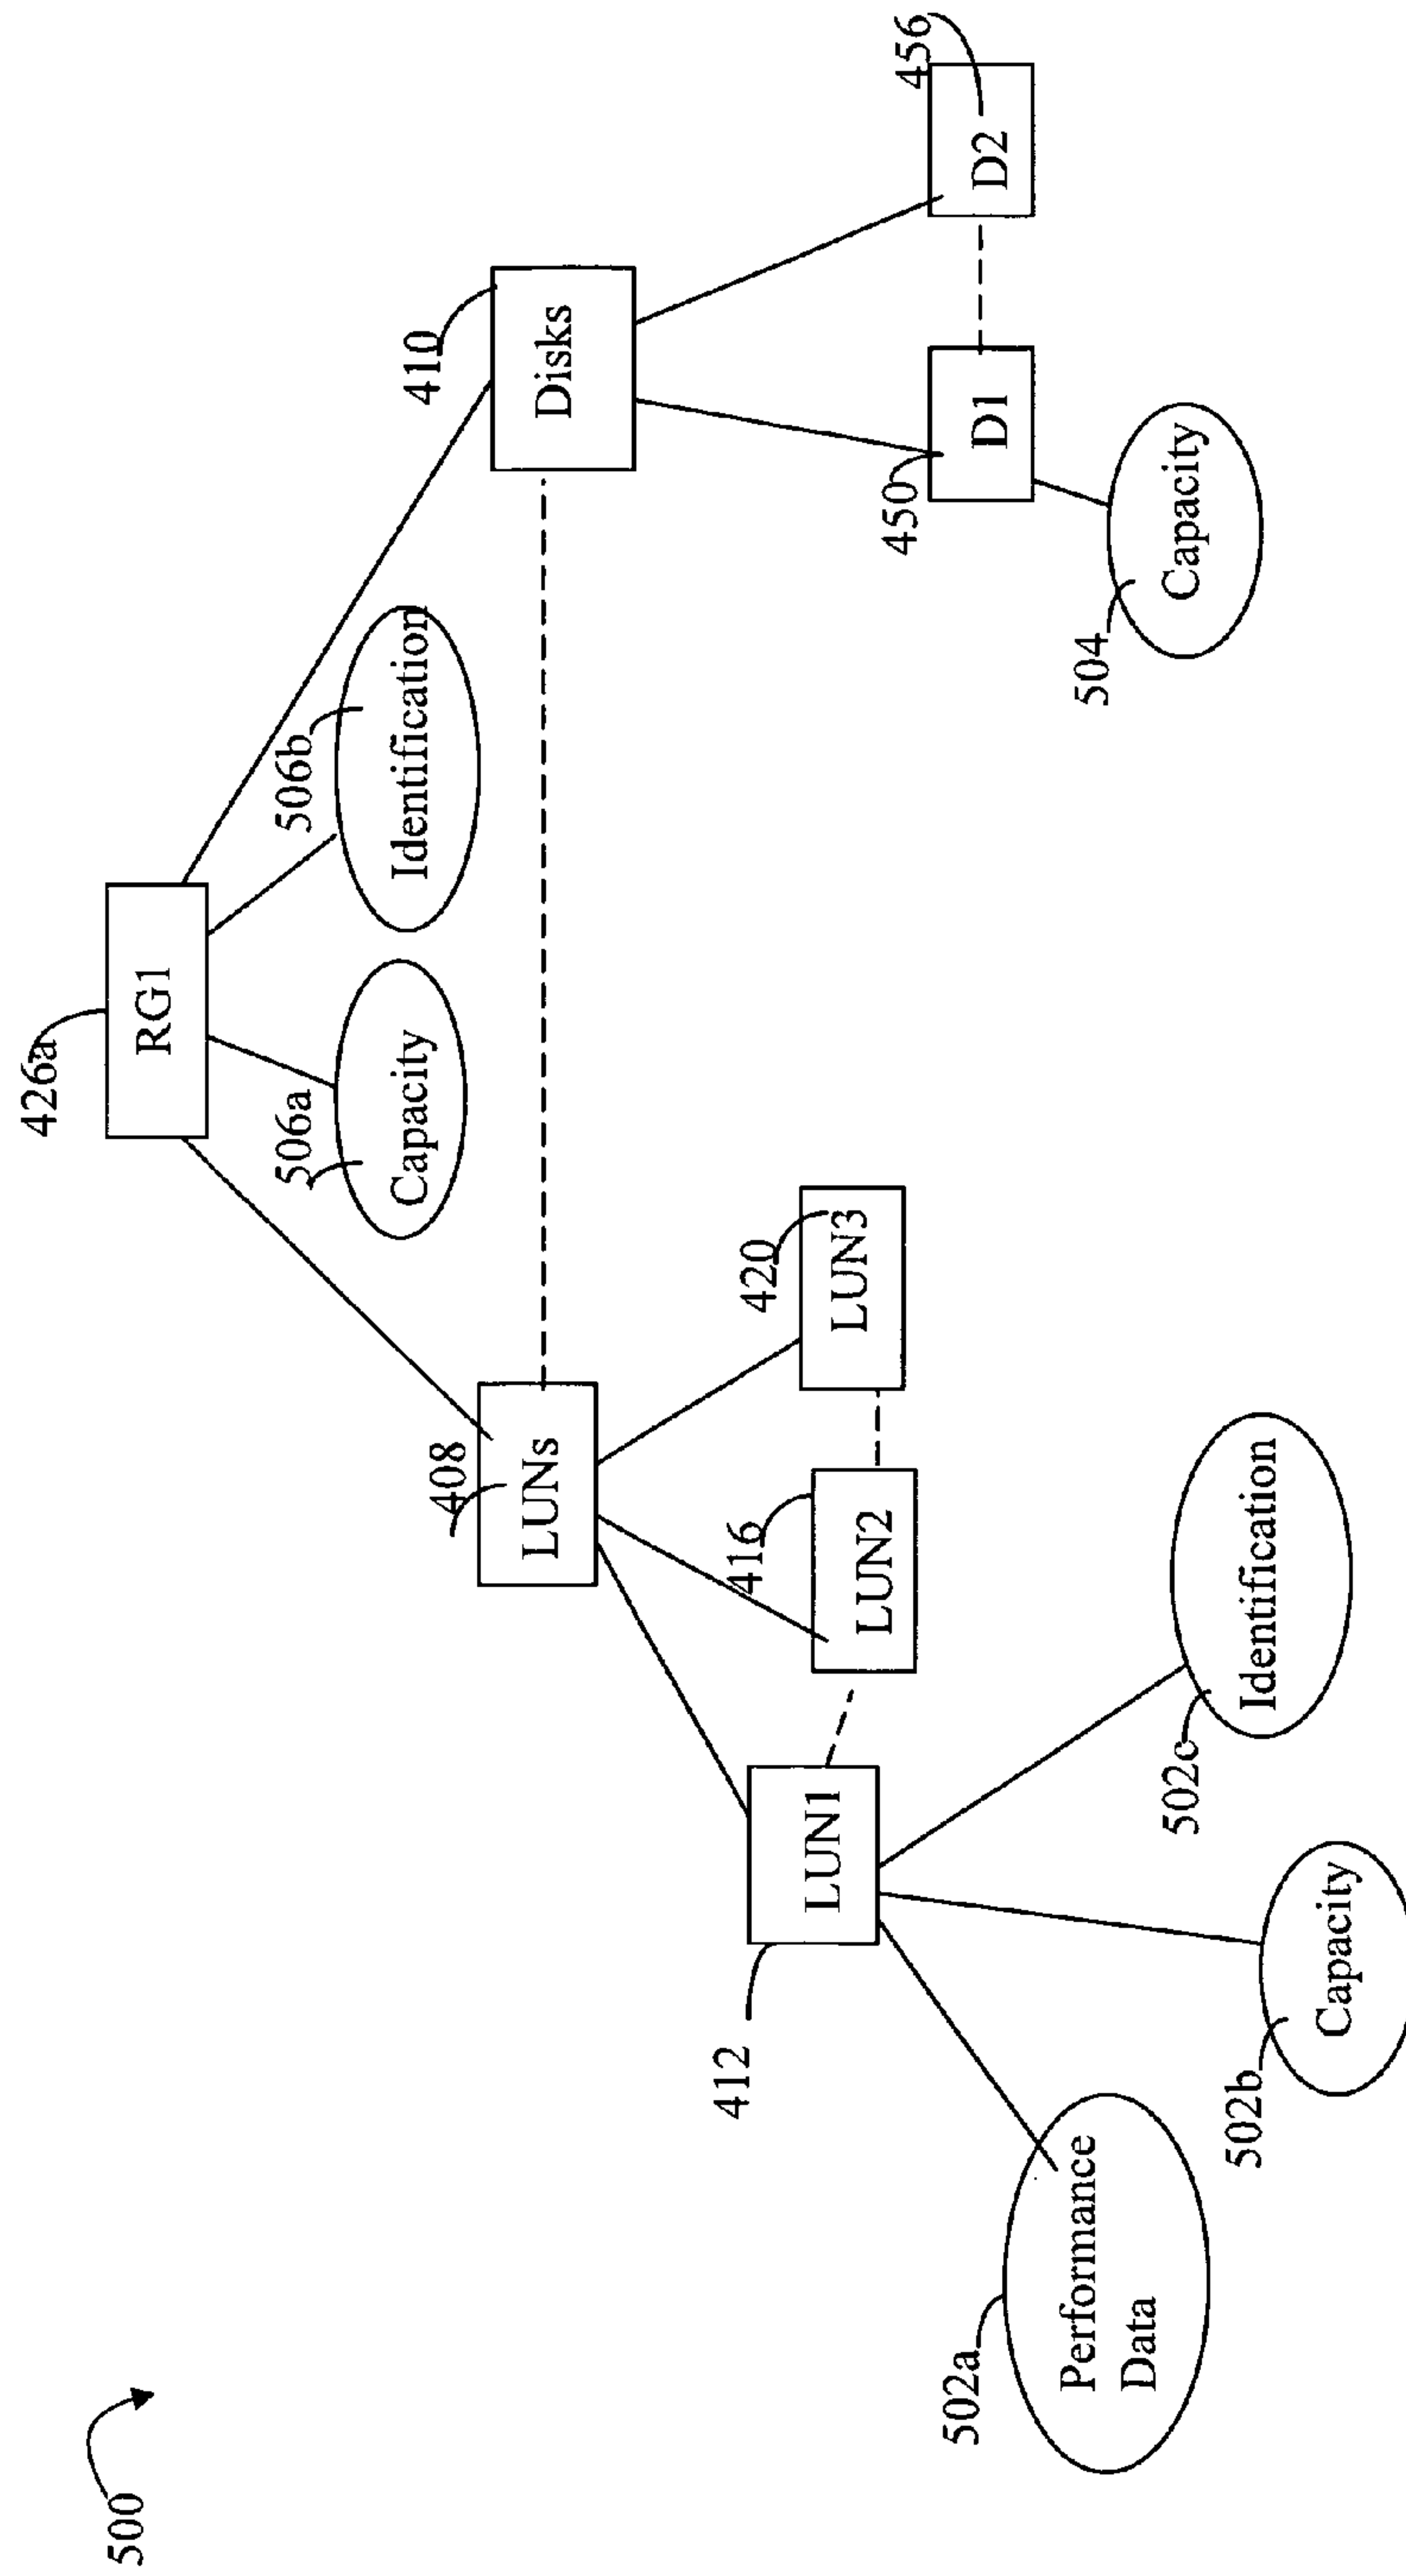 500
426a
RG1
506a
Capacity
506b
Identification
408
LUNs
410
Disks
412
LUN1
416
LUN2
420
LUN3
450
D1
456
D2
502a
Performance
Data
502b
Capacity
502c
Identification
504
Capacity